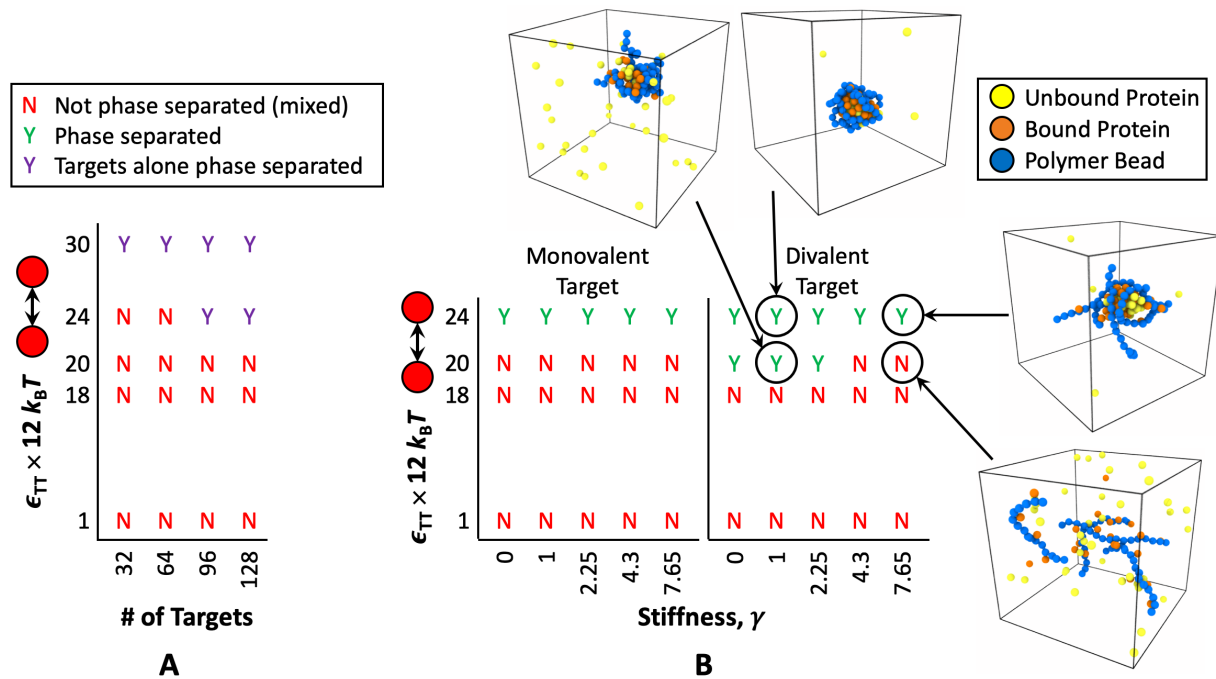 N Not phase separated (mixed)
Y Phase separated
Y Targets alone phase separated
Unbound Protein
Bound Protein
Polymer Bead
30 Y Y Y Y
24 N N Y Y
20 N N N N
18 N N N N
1 N N N N
32 64 96 128
ϵTT × 12 kBT
# of Targets
A
Monovalent
Target
Divalent
Target
24 Y Y Y Y Y Y Y Y Y Y
20 N N N N N Y Y Y N N
18 N N N N N N N N N N
1 N N N N N N N N N N
0 1 2.25 4.3 7.65 0 1 2.25 4.3 7.65
ϵTT × 12 kBT
Stiffness, γ
B